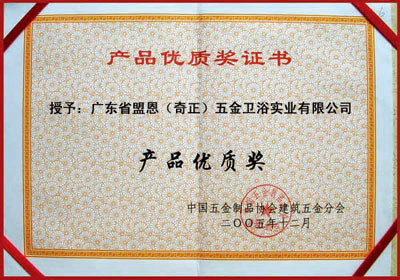 产品优质奖证书
授予：广东省盟恩（奇正）五金卫浴实业有限公司
产品优质奖
中国五金制品协会建筑五金分会
二〇〇五年十二月